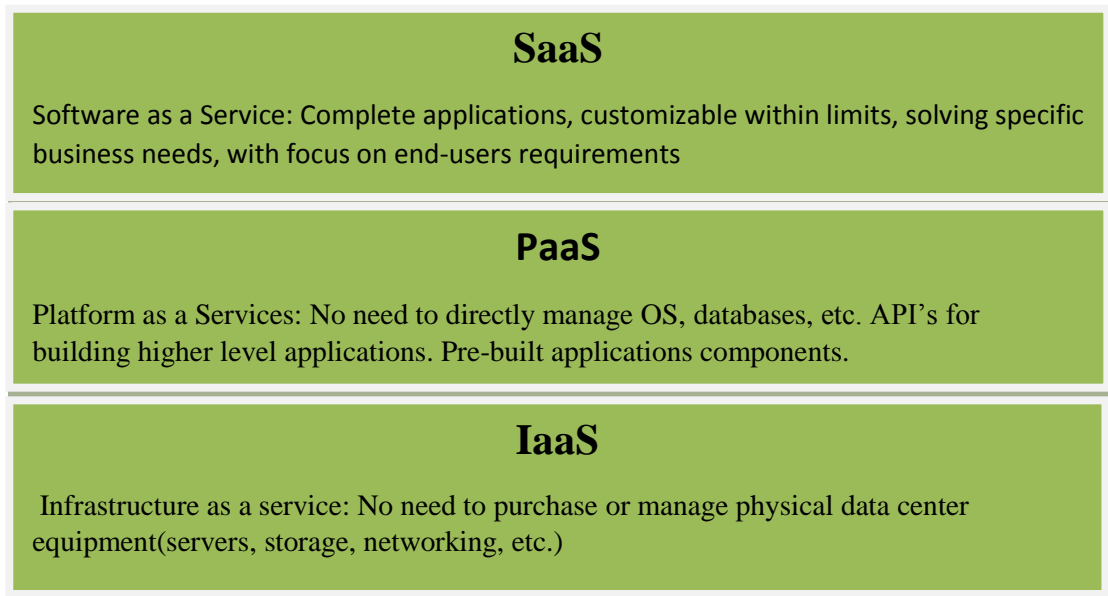 SaaS
Software as a Service: Complete applications, customizable within limits, solving specific
business needs, with focus on end-users requirements
PaaS
Platform as a Services: No need to directly manage OS, databases, etc. API’s for
building higher level applications. Pre-built applications components.
IaaS
Infrastructure as a service: No need to purchase or manage physical data center
equipment(servers, storage, networking, etc.)